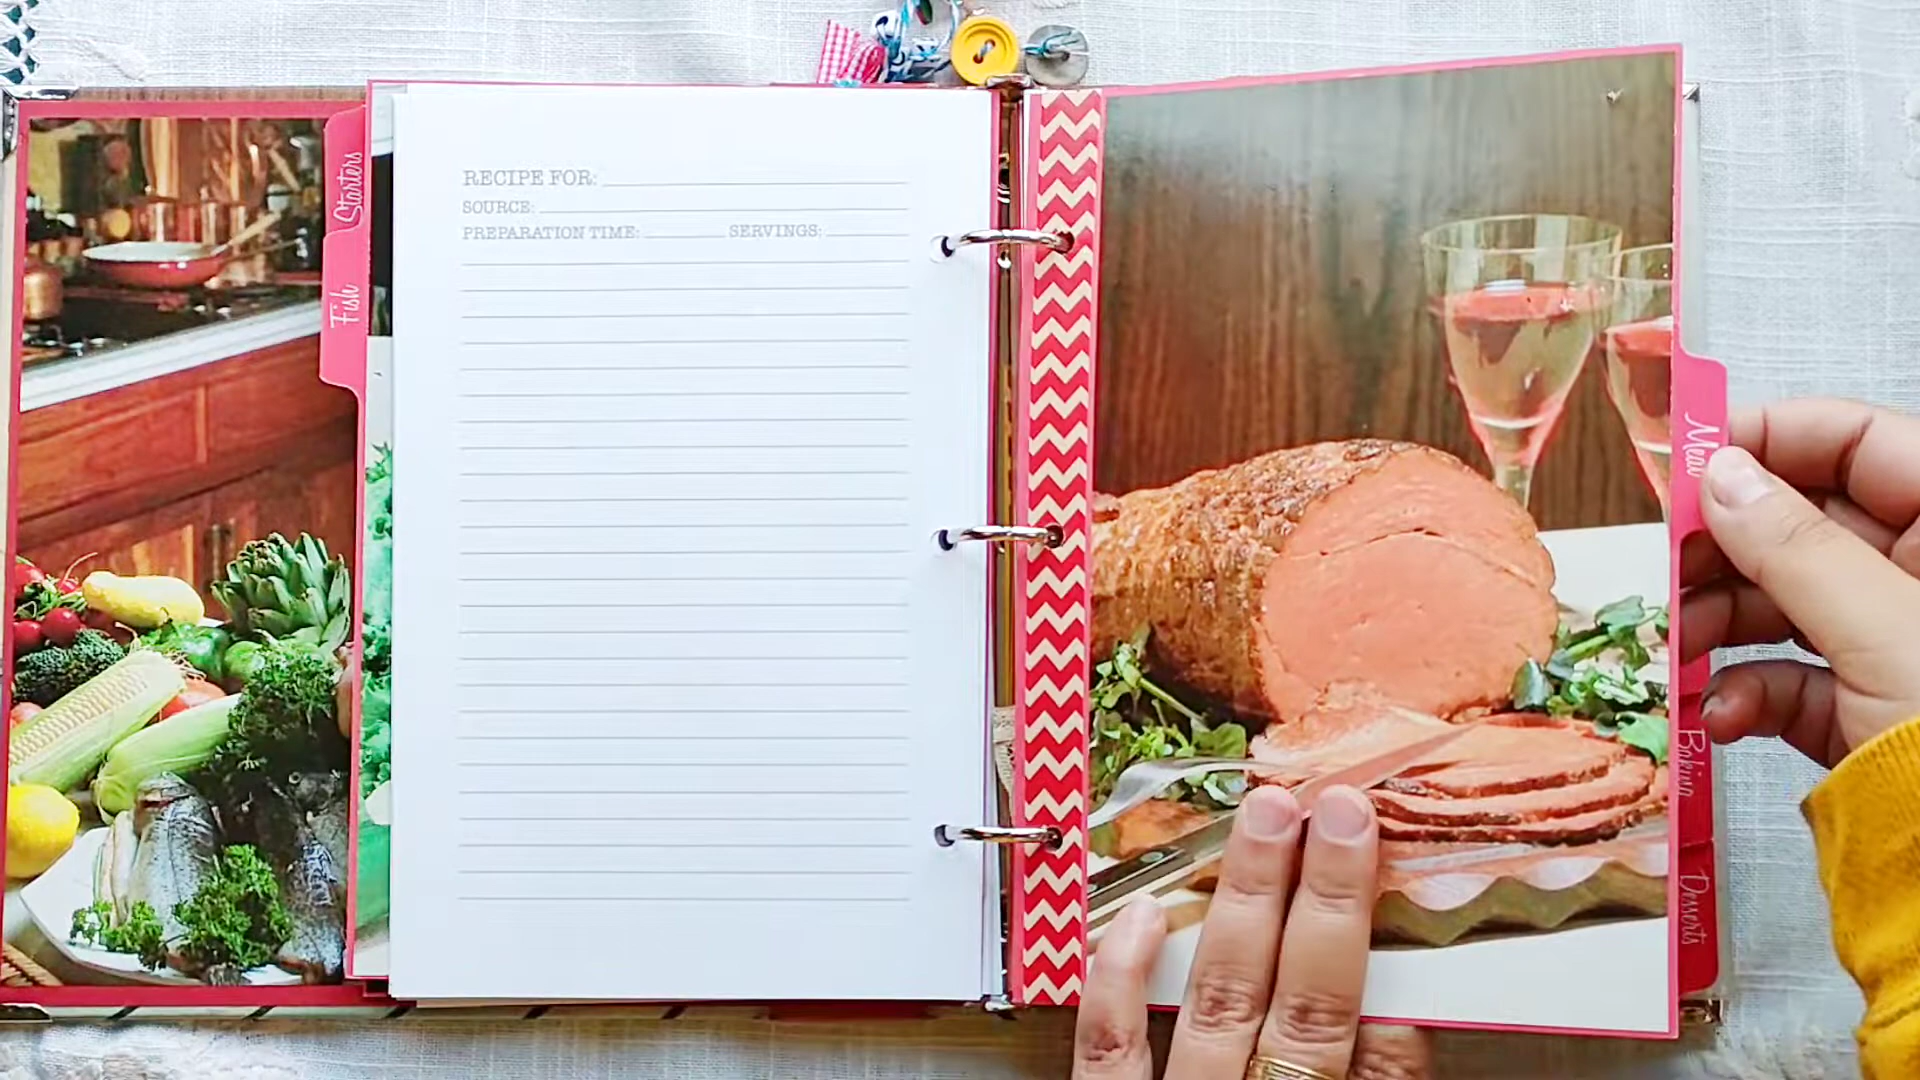 Starters
Fish
RECIPE FOR:
SOURCE:
PREPARATION TIME: SERVINGS:
Meat
Baking
Desserts